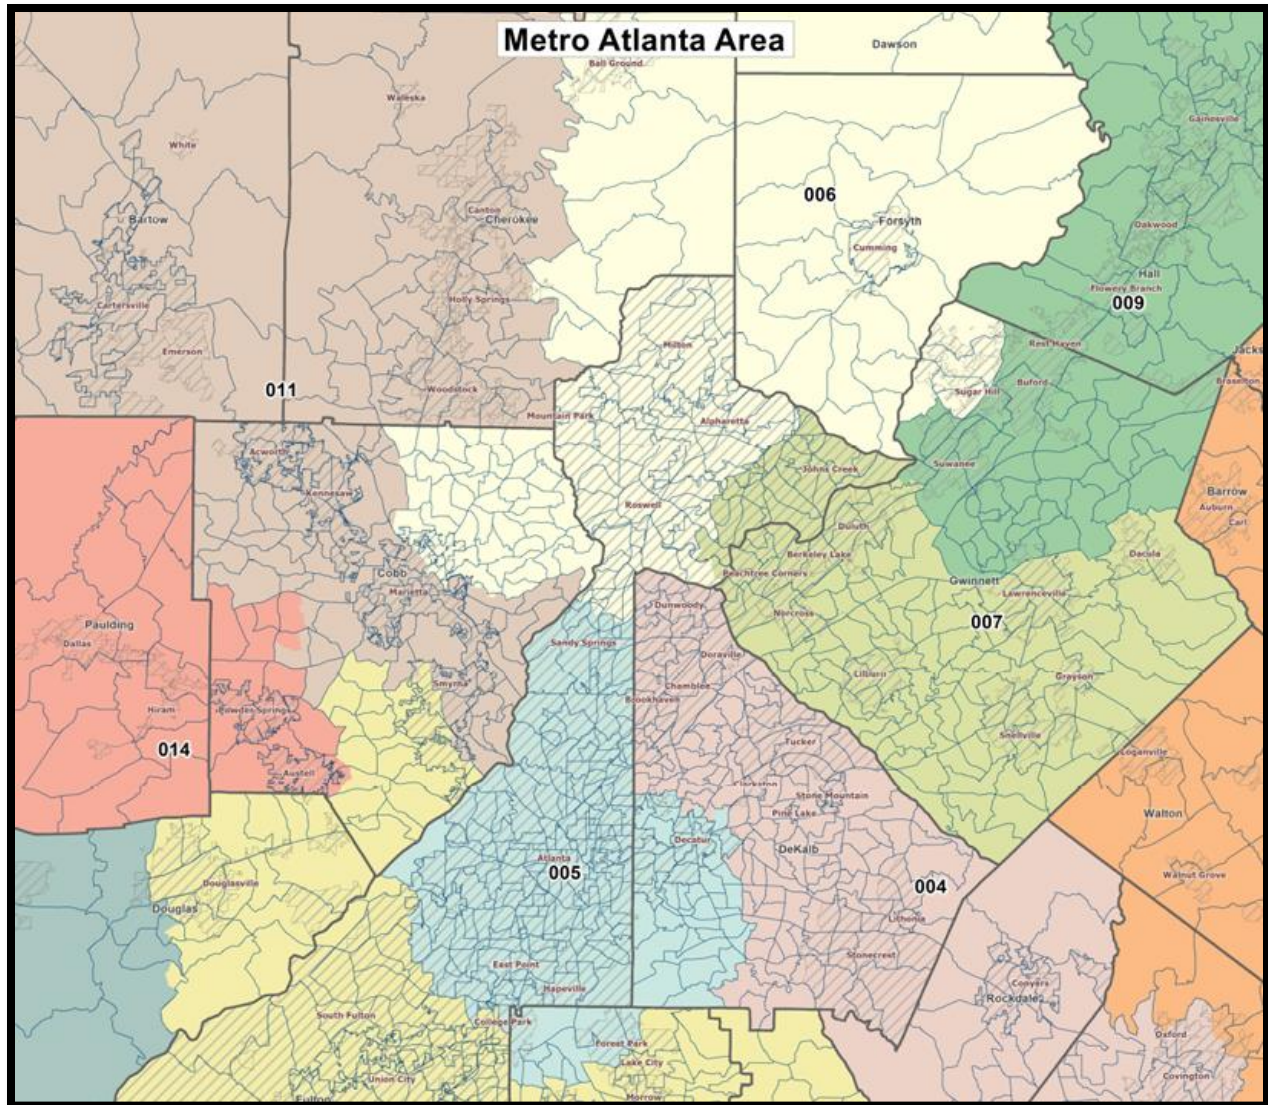 Metro Atlanta Area
Dawson
Ball Ground
Waleska
Gainesville
White
006
Canton
Cherokee
Bartow
Forsyth
Oakwood
Cumming
Hall
Flowery Branch
009
Holly Springs
Cartersville
Milton
Rest Haven
Emerson
Jacks
Braselton
Buford
011
Woodstock
Sugar Hill
Mountain Park
Alpharetta
Acworth
Johns Creek
Suwanee
Kennesaw
Roswell
Barrow
Auburn
Carl
Duluth
Berkeley Lake
Dacula
Peachtree Corners
Cobb
Marietta
Gwinnett
Lawrenceville
Dunwoody
Norcross
007
Paulding
Dallas
Sandy Springs
Doraville
Lilburn
Grayson
Smyrna
Chamblee
Brookhaven
Hiram
Powder Springs
014
Tucker
Snellville
Loganville
Austell
Clarkston
Stone Mountain
Pine Lake
Walton
Decatur
DeKalb
Atlanta
005
Walnut Grove
Douglasville
004
Douglas
Lithonia
East Point
Stonecrest
Hapeville
Conyers
Rockdale
South Fulton
College Park
Forest Park
Oxford
Lake City
Union City
Covington
Fulton
Morrow